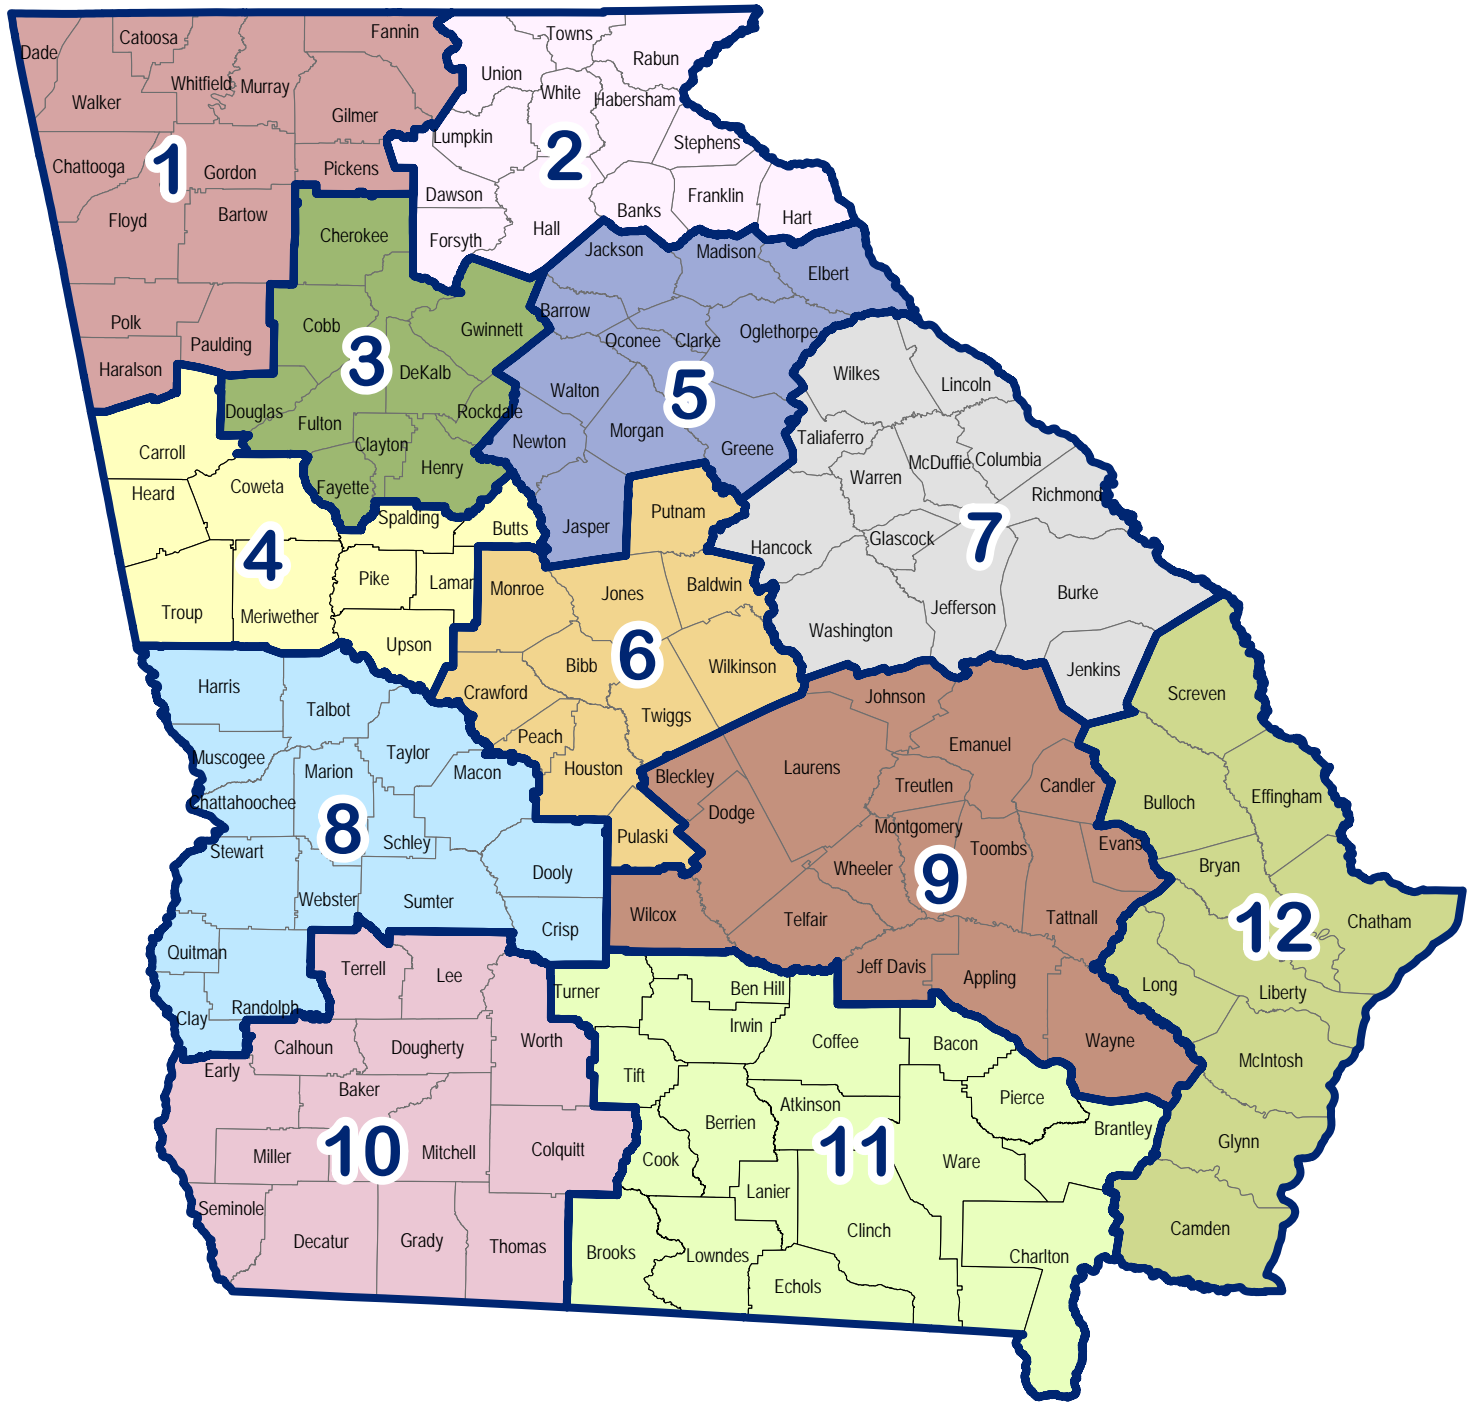 Dade
Catoosa
Fannin
Walker
Whitfield
Murray
Gilmer
Chattooga
1
Gordon
Pickens
Floyd
Bartow
Polk
Paulding
Haralson
Towns
Rabun
Union
White
Habersham
Lumpkin
2
Stephens
Dawson
Banks
Franklin
Hart
Forsyth
Hall
Cherokee
Cobb
3
Gwinnett
DeKalb
Douglas
Fulton
Rockdale
Clayton
Henry
Fayette
Carroll
Heard
Coweta
Spalding
Butts
4
Pike
Lamar
Troup
Meriwether
Upson
Jackson
Madison
Elbert
Barrow
Oconee
Clarke
Oglethorpe
Walton
5
Newton
Morgan
Greene
Jasper
Putnam
Monroe
Jones
Baldwin
Bibb
6
Wilkinson
Crawford
Twiggs
Peach
Houston
Pulaski
Wilkes
Lincoln
Taliaferro
Warren
McDuffie
Columbia
Richmond
Hancock
Glascock
7
Jefferson
Burke
Washington
Jenkins
Harris
Talbot
Muscogee
Marion
Taylor
Macon
Chattahoochee
8
Schley
Stewart
Webster
Sumter
Dooly
Crisp
Quitman
Randolph
Clay
Johnson
Emanuel
Laurens
Bleckley
Treutlen
Candler
Dodge
Montgomery
Toombs
Evans
Wheeler
9
Wilcox
Telfair
Tattnall
Jeff Davis
Appling
Wayne
Terrell
Lee
Worth
Calhoun
Dougherty
Early
Baker
Miller
10
Mitchell
Colquitt
Seminole
Decatur
Grady
Thomas
Turner
Ben Hill
Irwin
Coffee
Bacon
Tift
Atkinson
Pierce
Berrien
Brantley
Cook
11
Ware
Lanier
Clinch
Brooks
Lowndes
Echols
Charlton
Screven
Bulloch
Effingham
Bryan
12
Chatham
Long
Liberty
McIntosh
Glynn
Camden